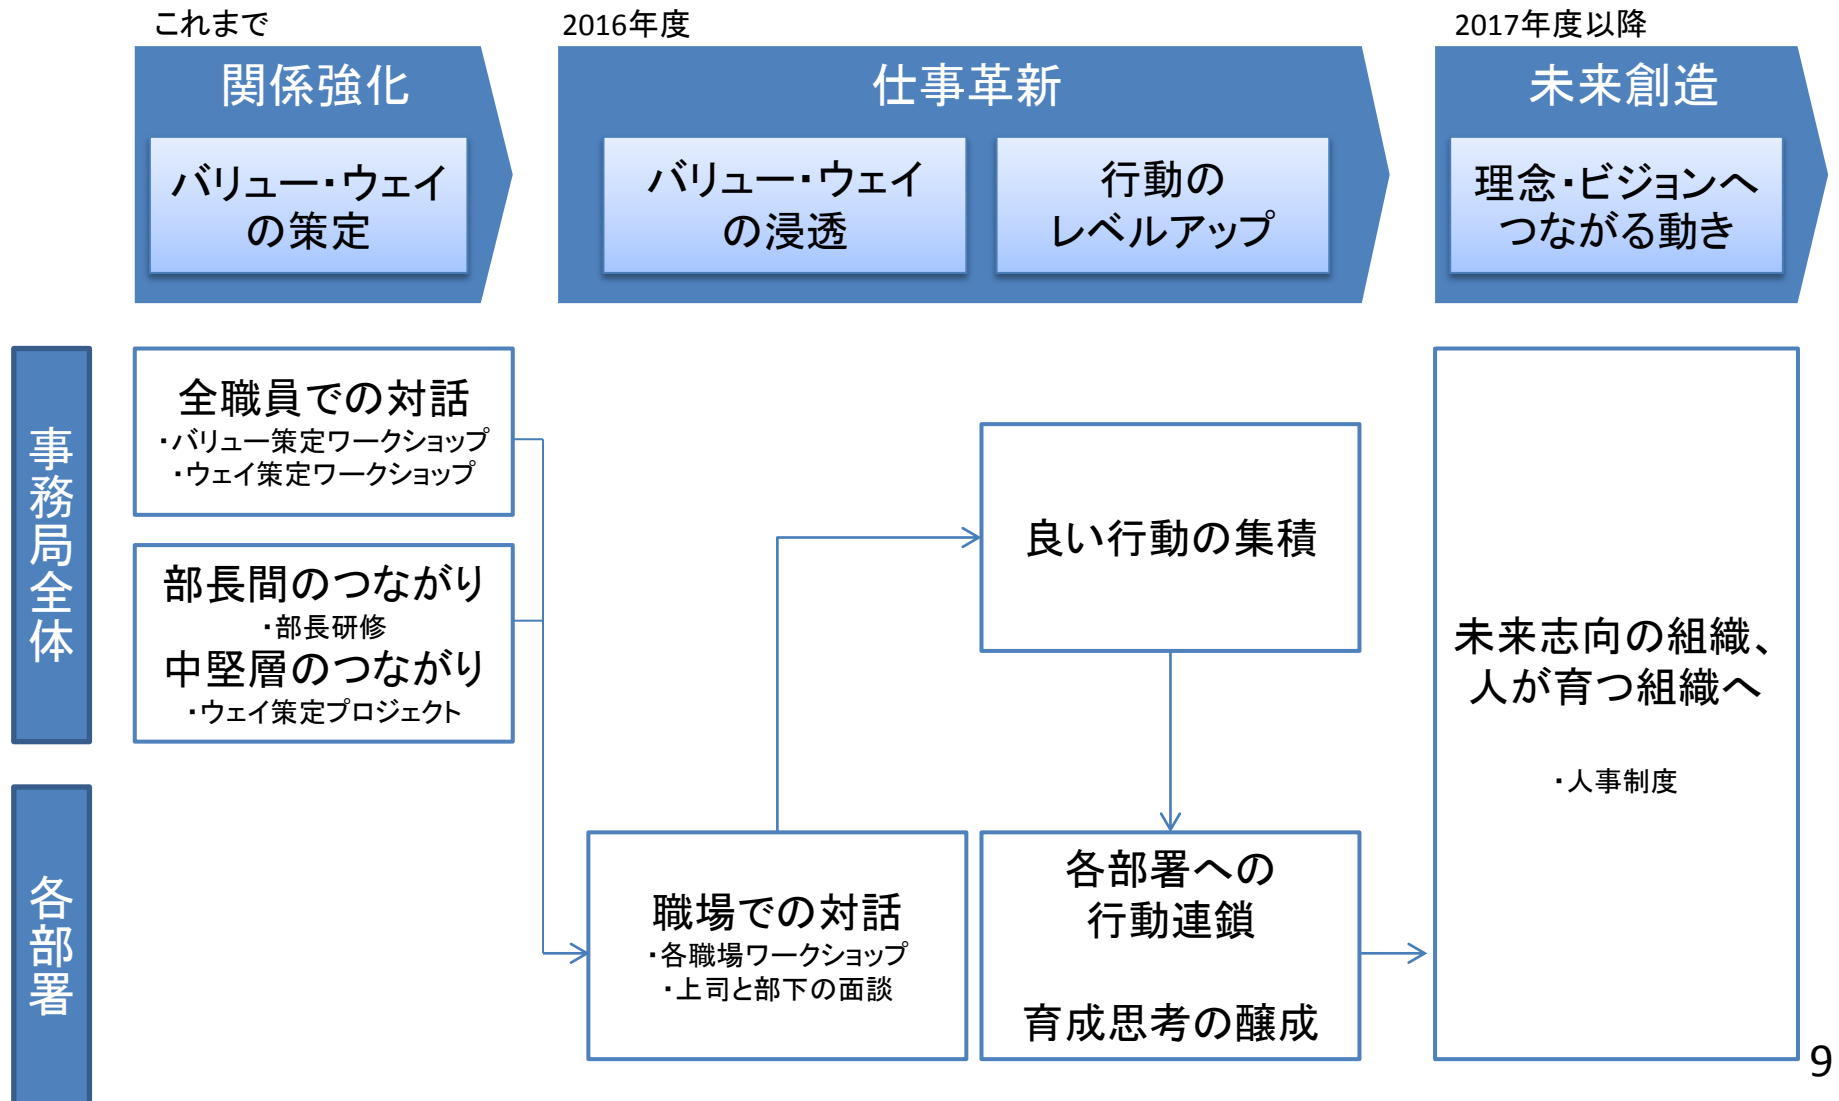 これまで
2016年度
2017年度以降
関係強化
仕事革新
未来創造
バリュー・ウェイ
の策定
バリュー・ウェイ
の浸透
行動の
レベルアップ
理念・ビジョンへ
つながる動き
事務局全体
全職員での対話
・バリュー策定ワークショップ
・ウェイ策定ワークショップ
部長間のつながり
・部長研修
中堅層のつながり
・ウェイ策定プロジェクト
良い行動の集積
未来志向の組織、
人が育つ組織へ
・人事制度
各部署
職場での対話
・各職場ワークショップ
・上司と部下の面談
各部署への
行動連鎖
育成思考の醸成
9